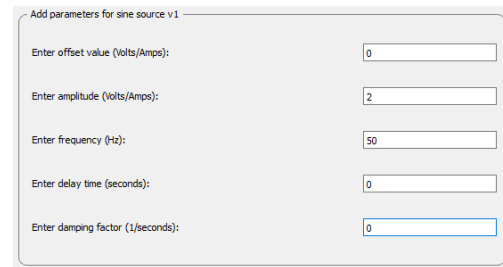 Add parameters for sine source v1
Enter offset value (Volts/Amps): 0
Enter amplitude (Volts/Amps): 2
Enter frequency (Hz): 50
Enter delay time (seconds): 0
Enter damping factor (1/seconds): 0